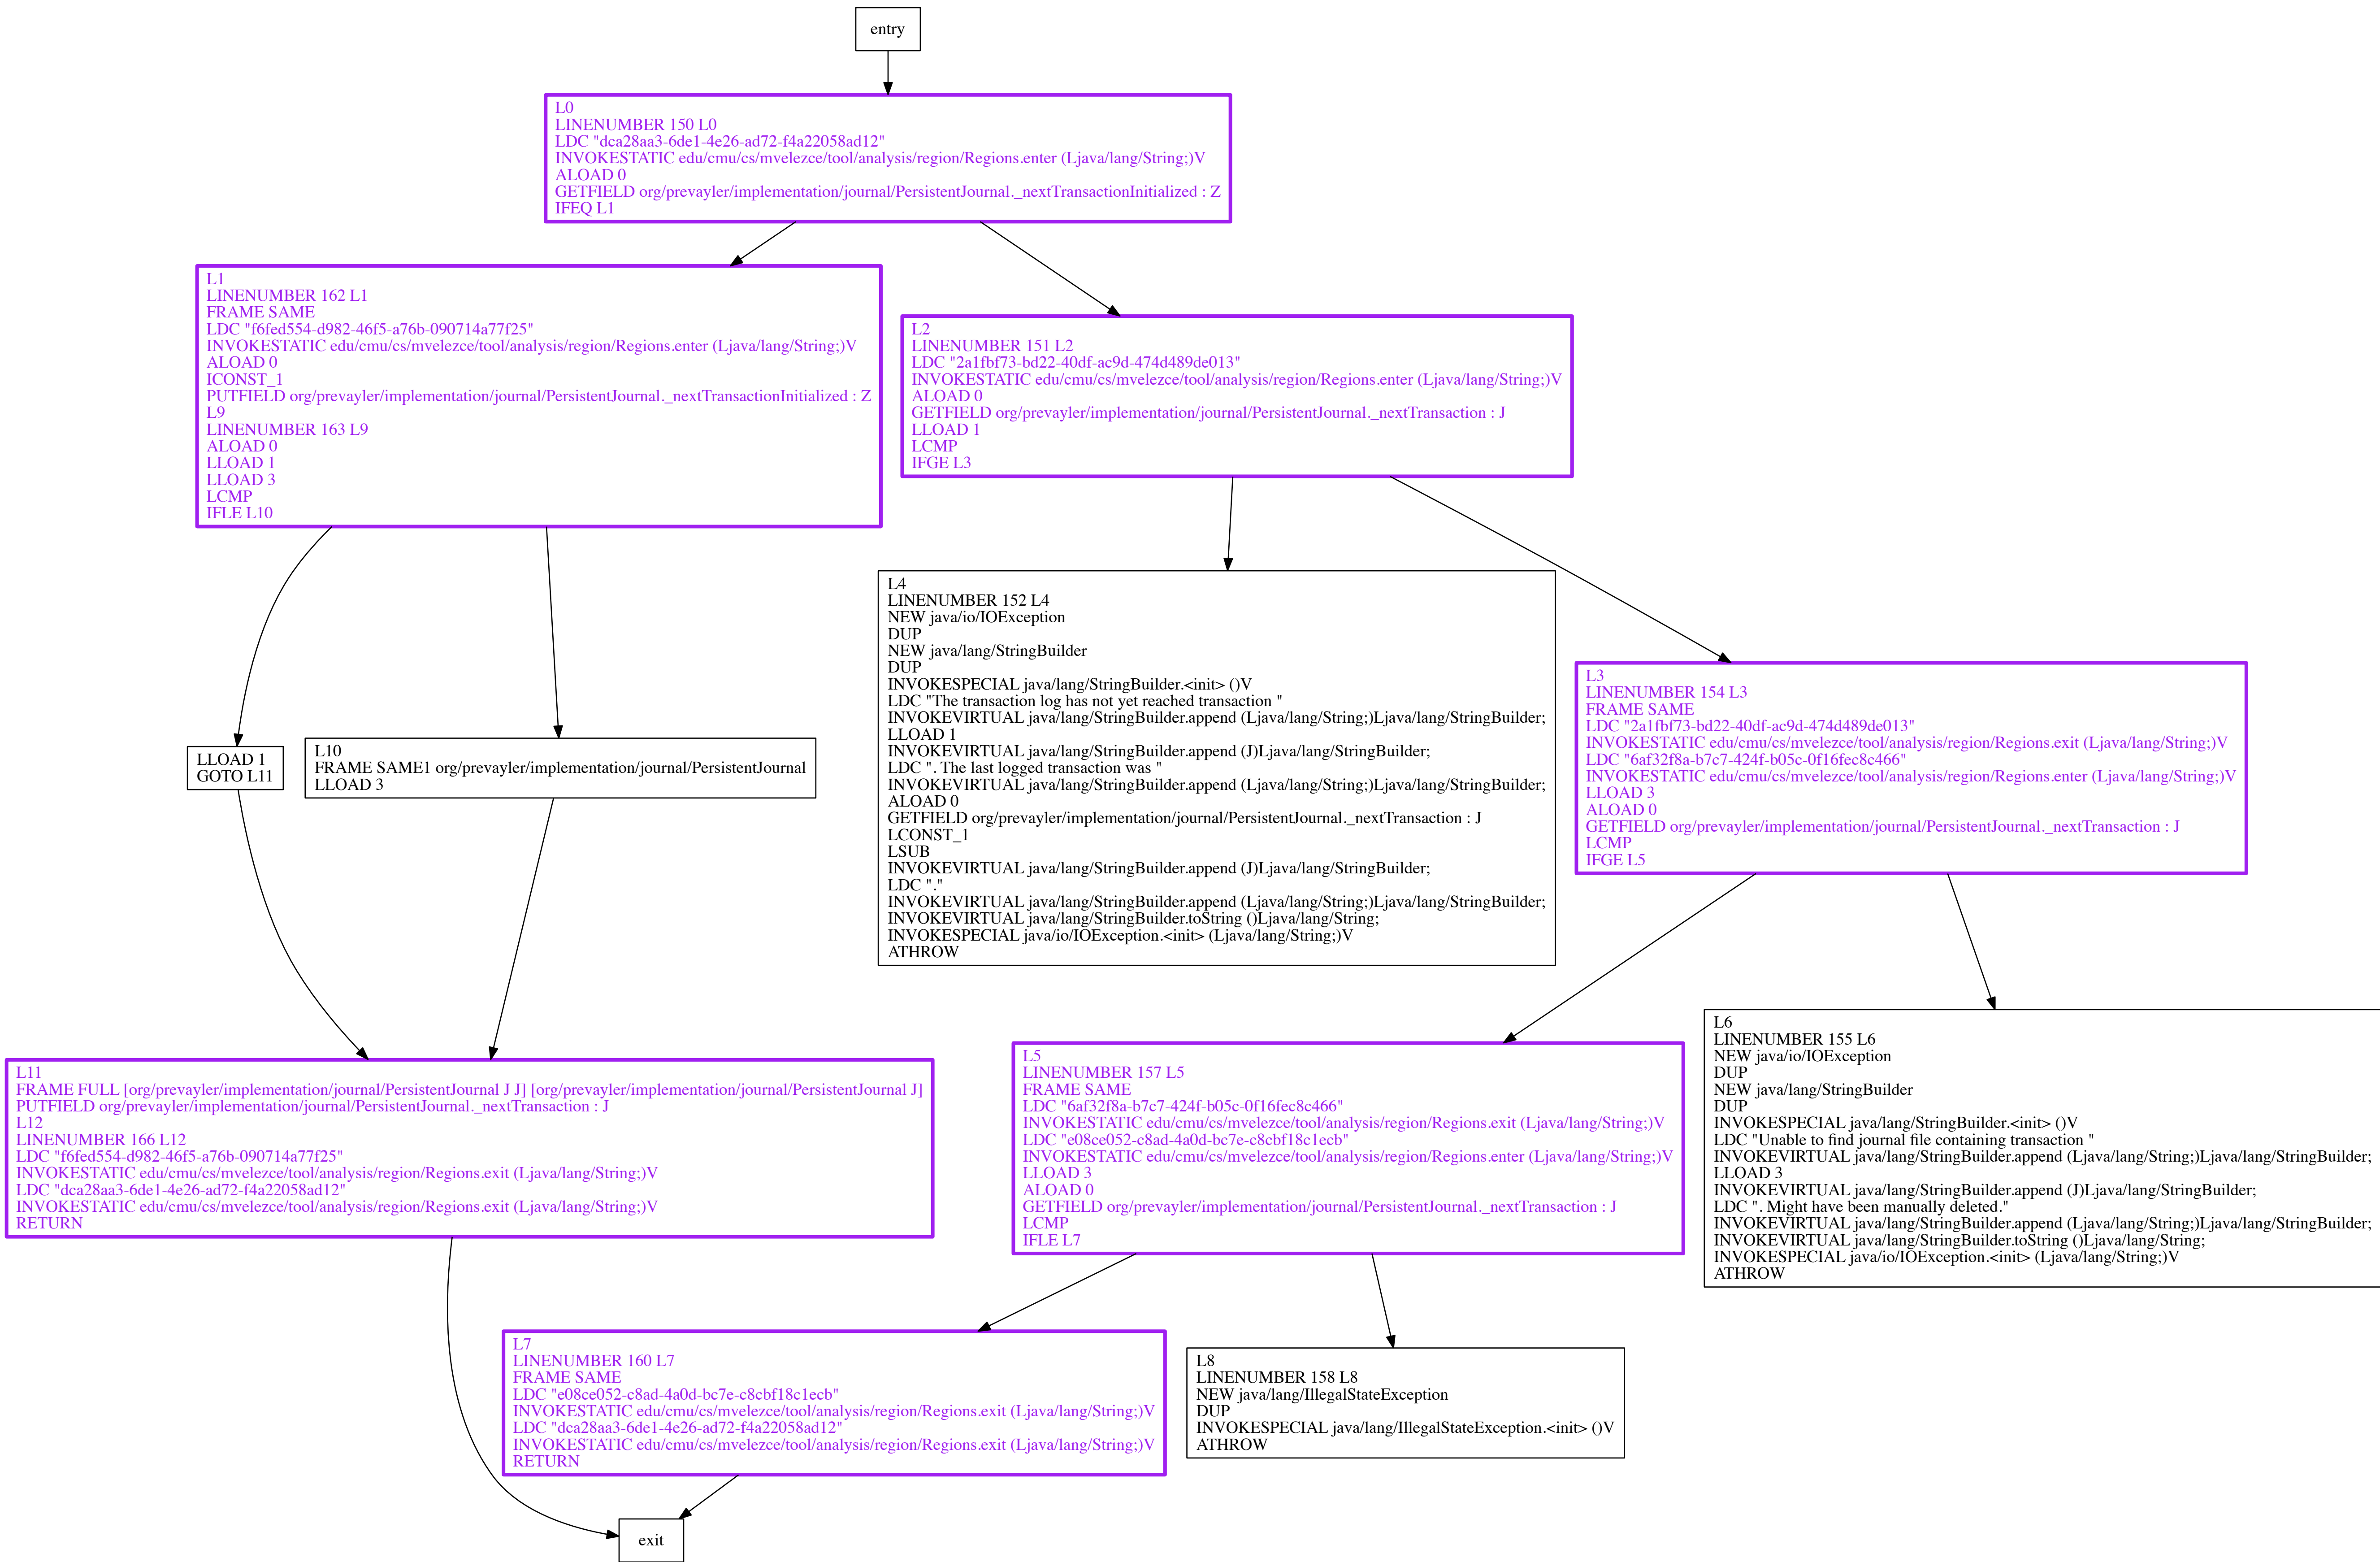 entry
L0
LINENUMBER 150 L0
LDC "dca28aa3-6de1-4e26-ad72-f4a22058ad12"
INVOKESTATIC edu/cmu/cs/mvelezce/tool/analysis/region/Regions.enter (Ljava/lang/String;)V
ALOAD 0
GETFIELD org/prevayler/implementation/journal/PersistentJournal._nextTransactionInitialized : Z
IFEQ L1
L1
LINENUMBER 162 L1
FRAME SAME
LDC "f6fed554-d982-46f5-a76b-090714a77f25"
INVOKESTATIC edu/cmu/cs/mvelezce/tool/analysis/region/Regions.enter (Ljava/lang/String;)V
ALOAD 0
ICONST_1
PUTFIELD org/prevayler/implementation/journal/PersistentJournal._nextTransactionInitialized : Z
L9
LINENUMBER 163 L9
ALOAD 0
LLOAD 1
LLOAD 3
LCMP
IFLE L10
L2
LINENUMBER 151 L2
LDC "2a1fbf73-bd22-40df-ac9d-474d489de013"
INVOKESTATIC edu/cmu/cs/mvelezce/tool/analysis/region/Regions.enter (Ljava/lang/String;)V
ALOAD 0
GETFIELD org/prevayler/implementation/journal/PersistentJournal._nextTransaction : J
LLOAD 1
LCMP
IFGE L3
L4
LINENUMBER 152 L4
NEW java/io/IOException
DUP
NEW java/lang/StringBuilder
DUP
INVOKESPECIAL java/lang/StringBuilder.<init> ()V
LDC "The transaction log has not yet reached transaction "
INVOKEVIRTUAL java/lang/StringBuilder.append (Ljava/lang/String;)Ljava/lang/StringBuilder;
LLOAD 1
INVOKEVIRTUAL java/lang/StringBuilder.append (J)Ljava/lang/StringBuilder;
LDC ". The last logged transaction was "
INVOKEVIRTUAL java/lang/StringBuilder.append (Ljava/lang/String;)Ljava/lang/StringBuilder;
ALOAD 0
GETFIELD org/prevayler/implementation/journal/PersistentJournal._nextTransaction : J
LCONST_1
LSUB
INVOKEVIRTUAL java/lang/StringBuilder.append (J)Ljava/lang/StringBuilder;
LDC "."
INVOKEVIRTUAL java/lang/StringBuilder.append (Ljava/lang/String;)Ljava/lang/StringBuilder;
INVOKEVIRTUAL java/lang/StringBuilder.toString ()Ljava/lang/String;
INVOKESPECIAL java/io/IOException.<init> (Ljava/lang/String;)V
ATHROW
L3
LINENUMBER 154 L3
FRAME SAME
LDC "2a1fbf73-bd22-40df-ac9d-474d489de013"
INVOKESTATIC edu/cmu/cs/mvelezce/tool/analysis/region/Regions.exit (Ljava/lang/String;)V
LDC "6af32f8a-b7c7-424f-b05c-0f16fec8c466"
INVOKESTATIC edu/cmu/cs/mvelezce/tool/analysis/region/Regions.enter (Ljava/lang/String;)V
LLOAD 3
ALOAD 0
GETFIELD org/prevayler/implementation/journal/PersistentJournal._nextTransaction : J
LCMP
IFGE L5
LLOAD 1
GOTO L11
L10
FRAME SAME1 org/prevayler/implementation/journal/PersistentJournal
LLOAD 3
L11
FRAME FULL [org/prevayler/implementation/journal/PersistentJournal J J] [org/prevayler/implementation/journal/PersistentJournal J]
PUTFIELD org/prevayler/implementation/journal/PersistentJournal._nextTransaction : J
L12
LINENUMBER 166 L12
LDC "f6fed554-d982-46f5-a76b-090714a77f25"
INVOKESTATIC edu/cmu/cs/mvelezce/tool/analysis/region/Regions.exit (Ljava/lang/String;)V
LDC "dca28aa3-6de1-4e26-ad72-f4a22058ad12"
INVOKESTATIC edu/cmu/cs/mvelezce/tool/analysis/region/Regions.exit (Ljava/lang/String;)V
RETURN
L5
LINENUMBER 157 L5
FRAME SAME
LDC "6af32f8a-b7c7-424f-b05c-0f16fec8c466"
INVOKESTATIC edu/cmu/cs/mvelezce/tool/analysis/region/Regions.exit (Ljava/lang/String;)V
LDC "e08ce052-c8ad-4a0d-bc7e-c8cbf18c1ecb"
INVOKESTATIC edu/cmu/cs/mvelezce/tool/analysis/region/Regions.enter (Ljava/lang/String;)V
LLOAD 3
ALOAD 0
GETFIELD org/prevayler/implementation/journal/PersistentJournal._nextTransaction : J
LCMP
IFLE L7
L6
LINENUMBER 155 L6
NEW java/io/IOException
DUP
NEW java/lang/StringBuilder
DUP
INVOKESPECIAL java/lang/StringBuilder.<init> ()V
LDC "Unable to find journal file containing transaction "
INVOKEVIRTUAL java/lang/StringBuilder.append (Ljava/lang/String;)Ljava/lang/StringBuilder;
LLOAD 3
INVOKEVIRTUAL java/lang/StringBuilder.append (J)Ljava/lang/StringBuilder;
LDC ". Might have been manually deleted."
INVOKEVIRTUAL java/lang/StringBuilder.append (Ljava/lang/String;)Ljava/lang/StringBuilder;
INVOKEVIRTUAL java/lang/StringBuilder.toString ()Ljava/lang/String;
INVOKESPECIAL java/io/IOException.<init> (Ljava/lang/String;)V
ATHROW
L7
LINENUMBER 160 L7
FRAME SAME
LDC "e08ce052-c8ad-4a0d-bc7e-c8cbf18c1ecb"
INVOKESTATIC edu/cmu/cs/mvelezce/tool/analysis/region/Regions.exit (Ljava/lang/String;)V
LDC "dca28aa3-6de1-4e26-ad72-f4a22058ad12"
INVOKESTATIC edu/cmu/cs/mvelezce/tool/analysis/region/Regions.exit (Ljava/lang/String;)V
RETURN
L8
LINENUMBER 158 L8
NEW java/lang/IllegalStateException
DUP
INVOKESPECIAL java/lang/IllegalStateException.<init> ()V
ATHROW
exit